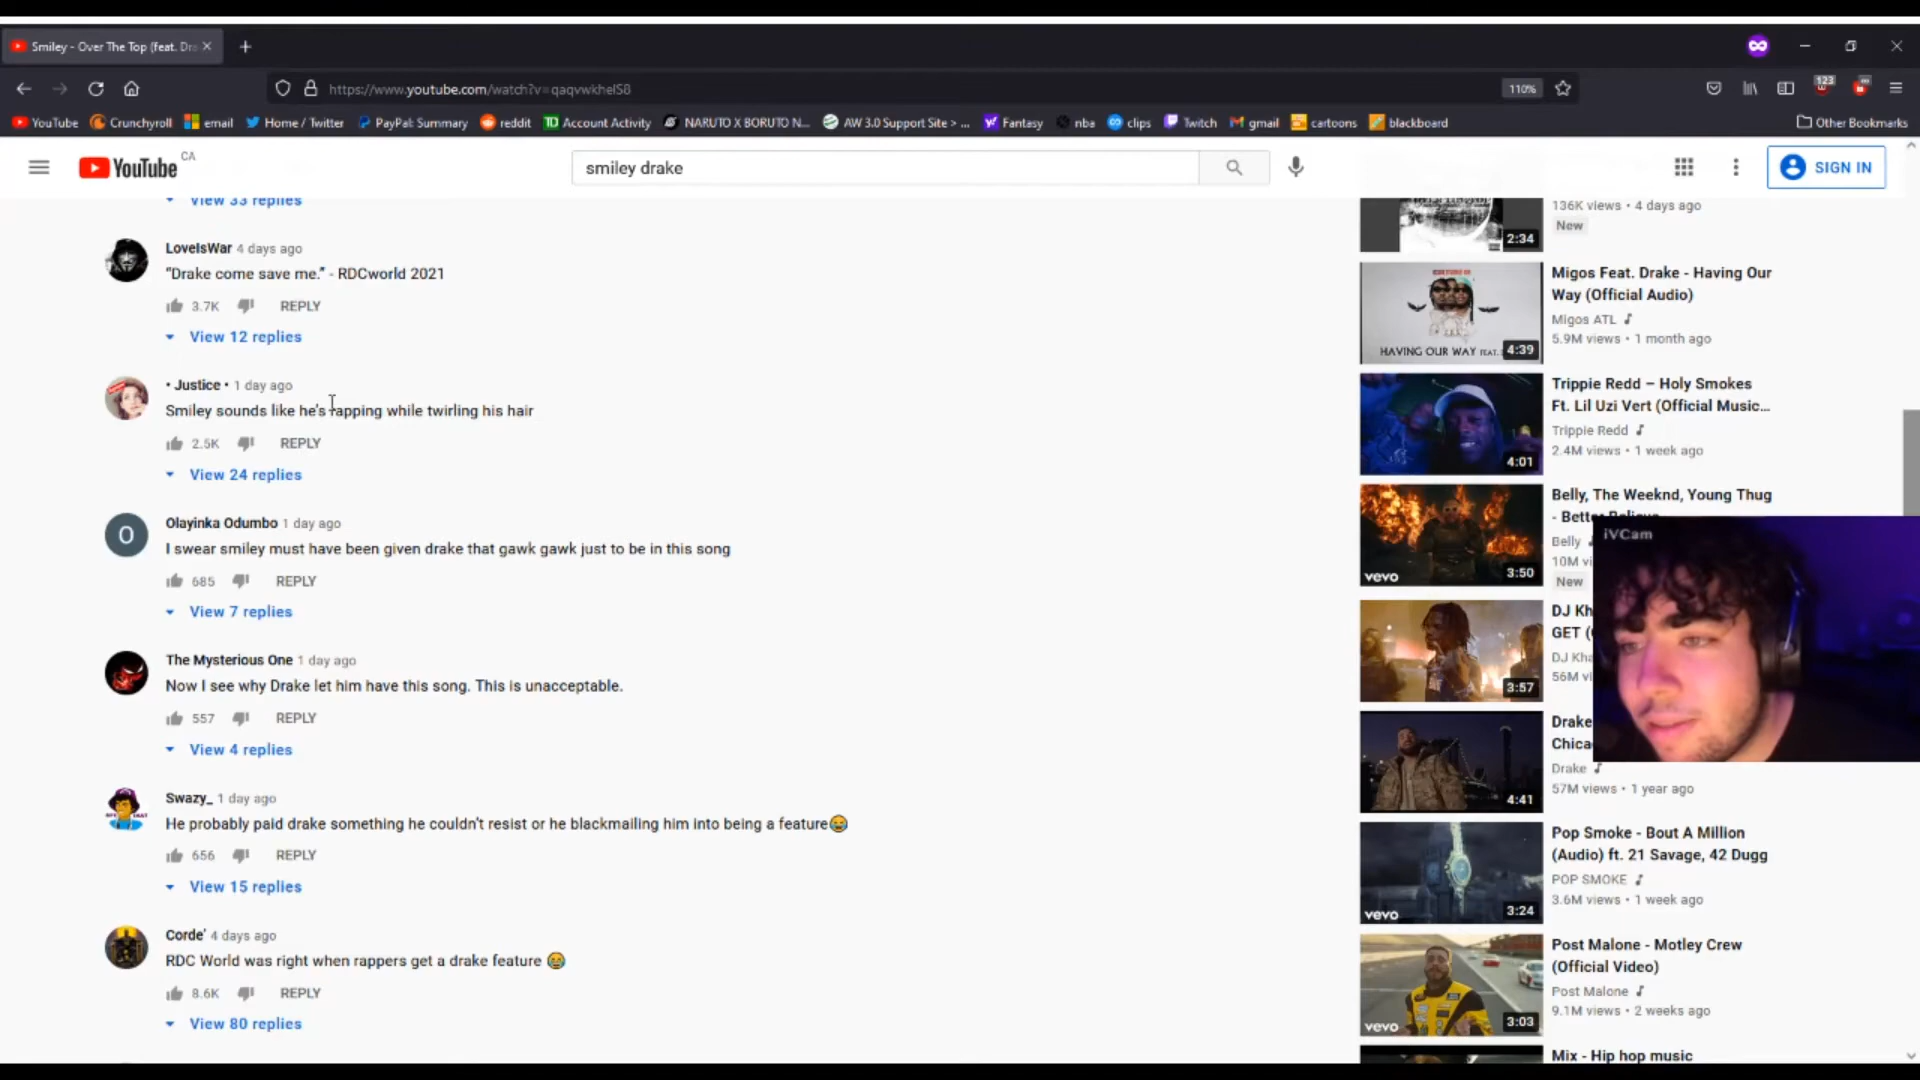 Smiley - Over The Top (feat. Dra
https://www.youtube.com/watch?v=qaqvwkhelS8
110%
123
YouTube
Crunchyroll
email
Home / Twitter
PayPal: Summary
reddit
TD Account Activity
NARUTO X BORUTO N...
AW 3.0 Support Site > ...
Fantasy
nba
clips
Twitch
gmail
cartoons
blackboard
Other Bookmarks
YouTube CA
smiley drake
SIGN IN
View 33 replies
LoveIsWar 4 days ago
“Drake come save me.” - RDCworld 2021
3.7K REPLY
View 12 replies
• Justice • 1 day ago
Smiley sounds like he's rapping while twirling his hair
2.5K REPLY
View 24 replies
Olayinka Odumbo 1 day ago
I swear smiley must have been given drake that gawk gawk just to be in this song
685 REPLY
View 7 replies
The Mysterious One 1 day ago
Now I see why Drake let him have this song. This is unacceptable.
557 REPLY
View 4 replies
Swazy_ 1 day ago
He probably paid drake something he couldn't resist or he blackmailing him into being a feature😂
656 REPLY
View 15 replies
Corde' 4 days ago
RDC World was right when rappers get a drake feature 😂
8.6K REPLY
View 80 replies
136K views • 4 days ago
New
2:34
Migos Feat. Drake - Having Our
Way (Official Audio)
Migos ATL
5.9M views • 1 month ago
HAVING OUR WAY FEAT.
4:39
Trippie Redd – Holy Smokes
Ft. Lil Uzi Vert (Official Music...
Trippie Redd
2.4M views • 1 week ago
4:01
Belly, The Weeknd, Young Thug
- Better Believe
Belly
10M vi
New
vevo
3:50
iVCam
DJ Kh
GET (
DJ Kha
56M vi
3:57
Drake
Chica
Drake
57M views • 1 year ago
4:41
Pop Smoke - Bout A Million
(Audio) ft. 21 Savage, 42 Dugg
POP SMOKE
3.6M views • 1 week ago
vevo
3:24
Post Malone - Motley Crew
(Official Video)
Post Malone
9.1M views • 2 weeks ago
vevo
3:03
Mix - Hip hop music